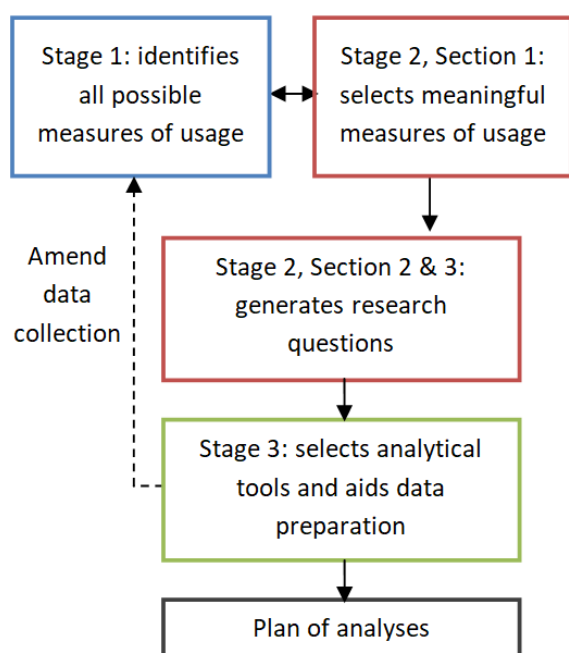 Stage 1: identifies
all possible
measures of usage
Stage 2, Section 1:
selects meaningful
measures of usage
Amend
data
collection
Stage 2, Section 2 & 3:
generates research
questions
Stage 3: selects analytical
tools and aids data
preparation
Plan of analyses